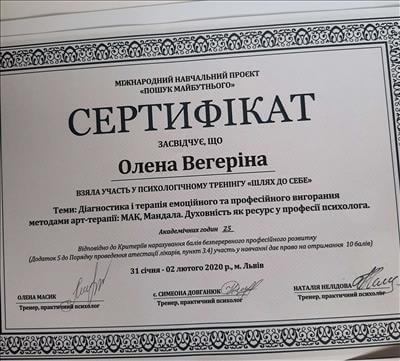 МІЖНАРОДНИЙ НАВЧАЛЬНИЙ ПРОЄКТ
«ПОШУК МАЙБУТНЬОГО»
СЕРТИФІКАТ
ЗАСВІДЧУЄ, ЩО
Олена Вегеріна
ВЗЯЛА УЧАСТЬ У ПСИХОЛОГІЧНОМУ ТРЕНІНГУ «ШЛЯХ ДО СЕБЕ»
Теми: Діагностика і терапія емоційного та професійного вигорання
методами арт-терапії: МАК, Мандала. Духовність як ресурс у професії психолога.
Академічних годин 25
Відповідно до Критеріїв нарахування балів безперервного професійного розвитку
(Додаток 5 до Порядку проведення атестації лікарів, пункт 3.4) участь у навчанні дає право на отримання 10 балів)
31 січня - 02 лютого 2020 р., м. Львів
ОЛЕНА МАСИК
Тренер, практичний психолог
є. СИМЕОНА ДОВГАНЮК
Тренер, практичний психолог
НАТАЛІЯ НЕЛІДОВА
Тренер, практичний психолог